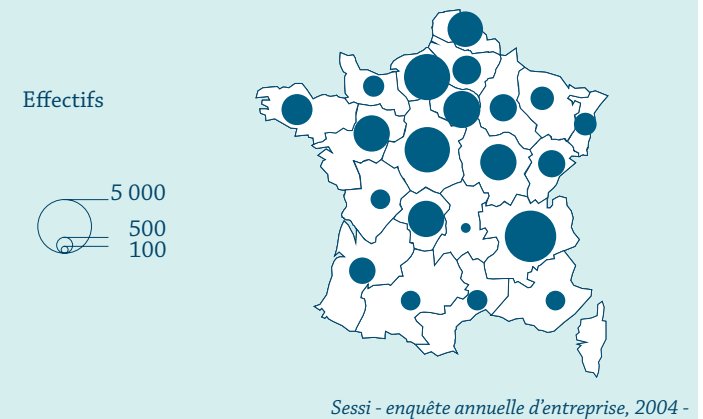 Effectifs
5 000
500
100
Sessi - enquête annuelle d'entreprise, 2004 -